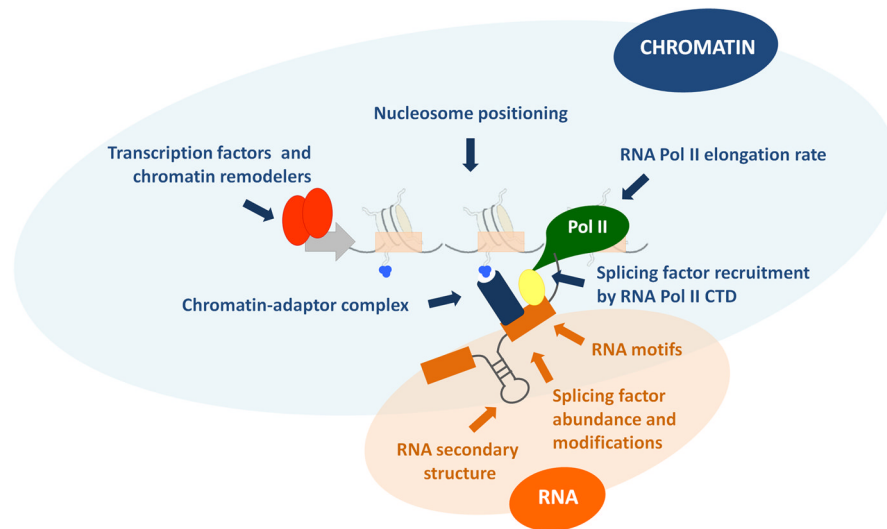 CHROMATIN
Nucleosome positioning
Transcription factors and
chromatin remodelers
RNA Pol II elongation rate
Pol II
Chromatin-adaptor complex
Splicing factor recruitment
by RNA Pol II CTD
RNA motifs
Splicing factor
abundance and
modifications
RNA secondary
structure
RNA